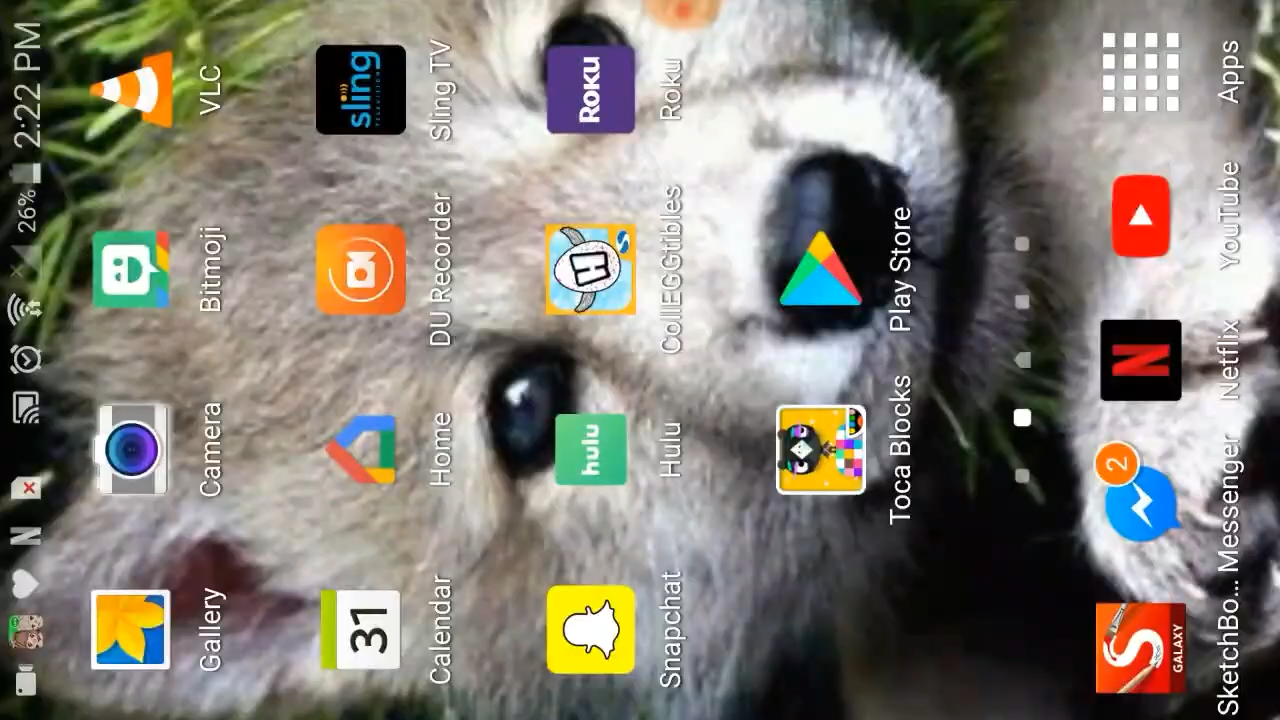 26% 2:22 PM
Gallery Camera Bitmoji VLC
31
sling
TELEVISION
Calendar Home DU Recorder Sling TV
hulu
H
S
ROKU
Snapchat Hulu CollEGGtibles Roku
Toca Blocks Play Store
2
N
S
GALAXY
SketchBo... Messenger Netflix YouTube Apps